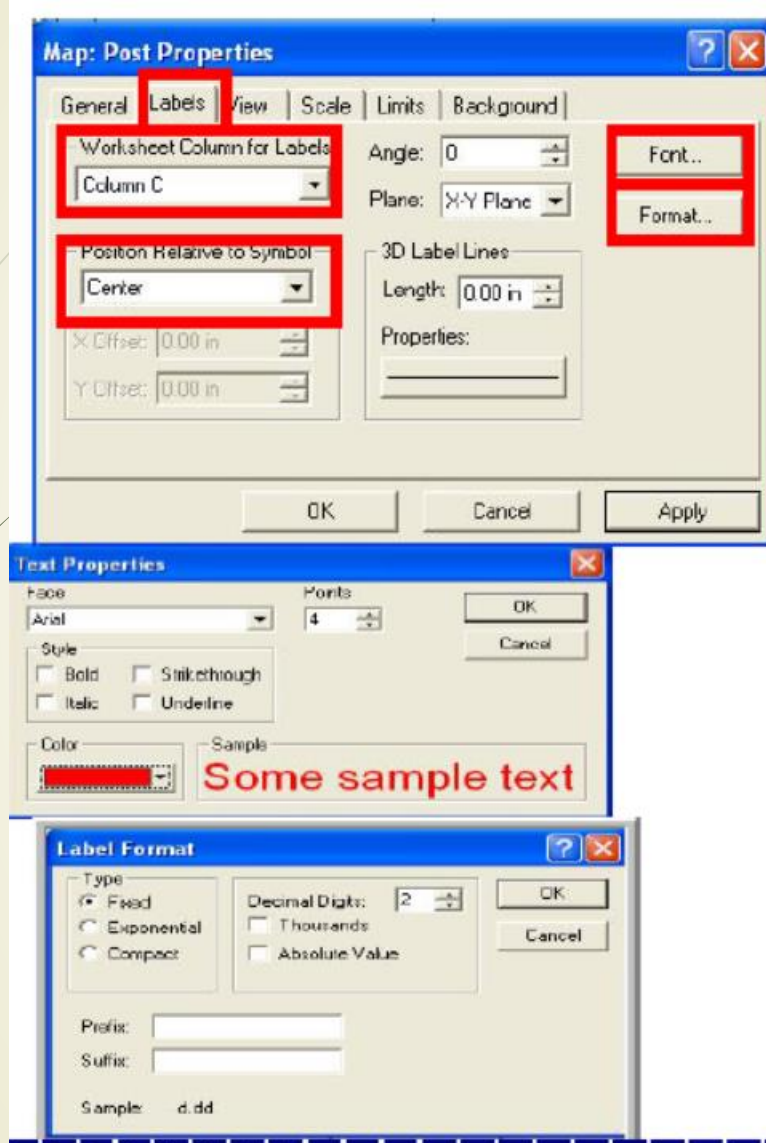 Map: Post Properties
General Labels View Scale Limits Background
Worksheet Column for Labels
Column C
Angle: 0
Plane: X-Y Plane
Font..
Format...
Position Relative to Symbol
Center
3D Label Lines
Length: 0.00 in
X Offset: 0.00 in
Y Offset: 0.00 in
Properties:
OK Cancel Apply
Text Properties
Face
Arial
Points
4
OK
Cancel
Style
Bold Strikethrough
Italic Underline
Color
Sample
Some sample text
Label Format
Type
Fixed
Exponential
Compact
Decimal Digits: 2
Thousands
Absolute Value
OK
Cancel
Prefix:
Suffix:
Sample: d.dd